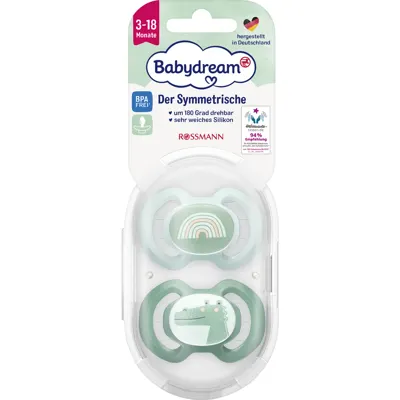 3-18
Monate
hergestellt
in Deutschland
Babydream
BPA
FREI
Der Symmetrische
um 180 Grad drehbar
sehr weiches Silikon
ROSSMANN
94%